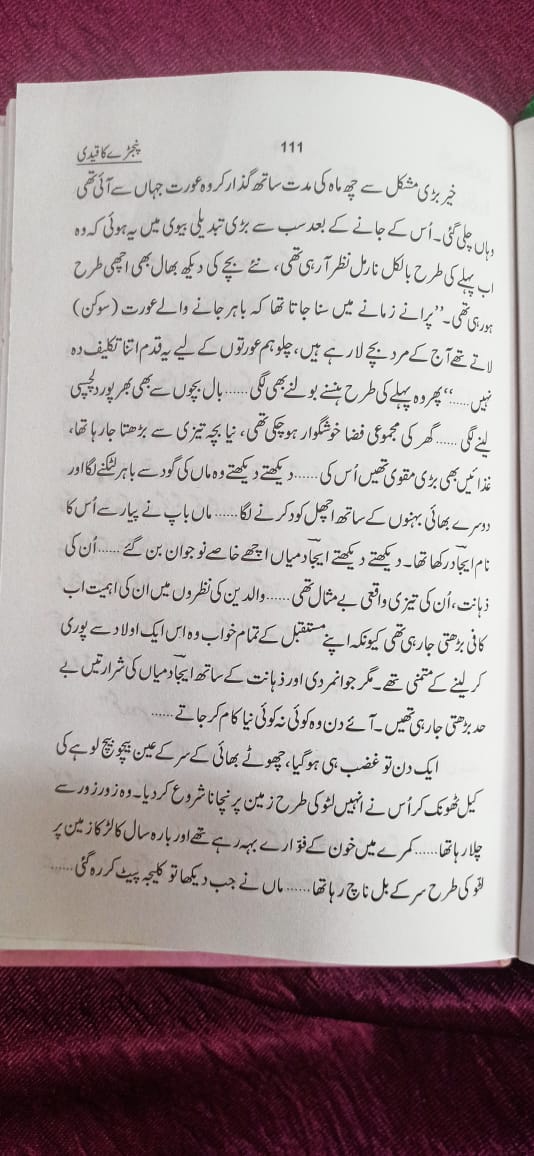 111
پنجڑے کا قیدی
خیر بڑی مشکل سے چھ ماہ کی مدت ساتھ گذار کر وہ عورت جہاں سے آئی تھی
وہاں چلی گئی۔ اُس کے جانے کے بعد سب سے بڑی تبدیلی بیوی میں یہ ہوئی کہ وہ
اب پہلے کی طرح بالکل نارمل نظر آ رہی تھی، نئے بچے کی دیکھ بھال بھی اچھی طرح
ہو رہی تھی۔ ’’پرانے زمانے میں سنا جاتا تھا کہ باہر جانے والے عورت (سوکن)
لاتے تھے آج کے مرد بچے لا رہے ہیں، چلو ہم عورتوں کے لیے یہ قدم اتنا تکلیف دہ
نہیں......‘‘ پھر وہ پہلے کی طرح ہنسنے بولنے بھی لگی...... بال بچوں سے بھی بھرپور دلچسپی
لینے لگی...... گھر کی مجموعی فضا خوشگوار ہو چکی تھی، نیا بچہ تیزی سے بڑھتا جا رہا تھا،
غذائیں بھی بڑی مقوی تھیں اُس کی...... دیکھتے دیکھتے وہ ماں کی گود سے باہر لٹکنے لگا اور
دوسرے بھائی بہنوں کے ساتھ اچھل کود کرنے لگا...... ماں باپ نے پیار سے اُس کا
نام ایجاؔد رکھا تھا۔ دیکھتے دیکھتے ایجاؔد میاں اچھے خاصے نوجوان بن گئے...... اُن کی
ذہانت، اُن کی تیزی واقعی بے مثال تھی...... والدین کی نظروں میں ان کی اہمیت اب
کافی بڑھتی جا رہی تھی کیونکہ اپنے مستقبل کے تمام خواب وہ اس ایک اولاد سے پوری
کر لینے کے متمنی تھے۔ مگر جوانمردی اور ذہانت کے ساتھ ایجاؔد میاں کی شرارتیں بے
حد بڑھتی جا رہی تھیں۔ آئے دن وہ کوئی نہ کوئی نیا کام کر جاتے......
ایک دن تو غضب ہی ہو گیا، چھوٹے بھائی کے سر کے عین بیچو بیچ لوہے کی
کیل ٹھونک کر اُس نے انہیں لٹو کی طرح زمین پر نچانا شروع کر دیا۔ وہ زور زور سے
چلا رہا تھا...... کمرے میں خون کے فوّارے بہہ رہے تھے اور بارہ سال کا لڑکا زمین پر
لٹو کی طرح سر کے بل ناچ رہا تھا...... ماں نے جب دیکھا تو کلیجہ پیٹ کر رہ گئی......